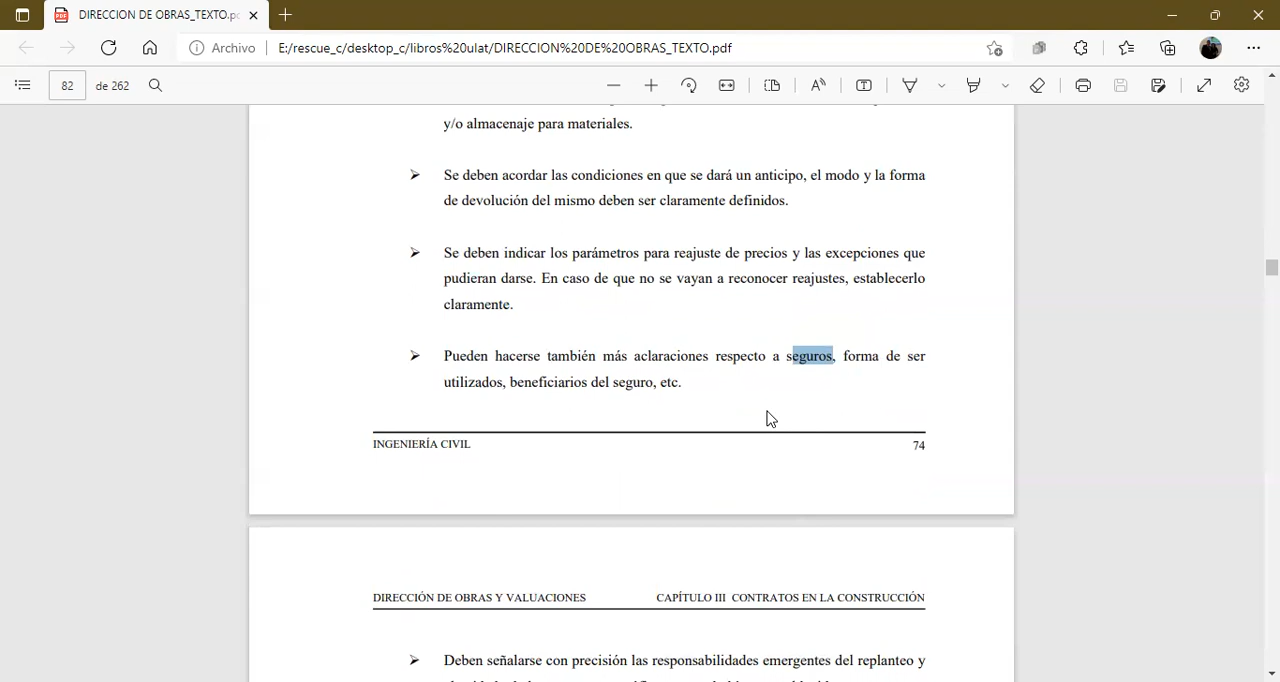 DIRECCION DE OBRAS_TEXTO.pd
Archivo
E:/rescue_c/desktop_c/libros%20ulat/DIRECCION%20DE%20OBRAS_TEXTO.pdf
82 de 262
y/o almacenaje para materiales.
➢ Se deben acordar las condiciones en que se dará un anticipo, el modo y la forma
de devolución del mismo deben ser claramente definidos.
➢ Se deben indicar los parámetros para reajuste de precios y las excepciones que
pudieran darse. En caso de que no se vayan a reconocer reajustes, establecerlo
claramente.
➢ Pueden hacerse también más aclaraciones respecto a seguros, forma de ser
utilizados, beneficiarios del seguro, etc.
INGENIERÍA CIVIL 74
DIRECCIÓN DE OBRAS Y VALUACIONES CAPÍTULO III CONTRATOS EN LA CONSTRUCCIÓN
➢ Deben señalarse con precisión las responsabilidades emergentes del replanteo y